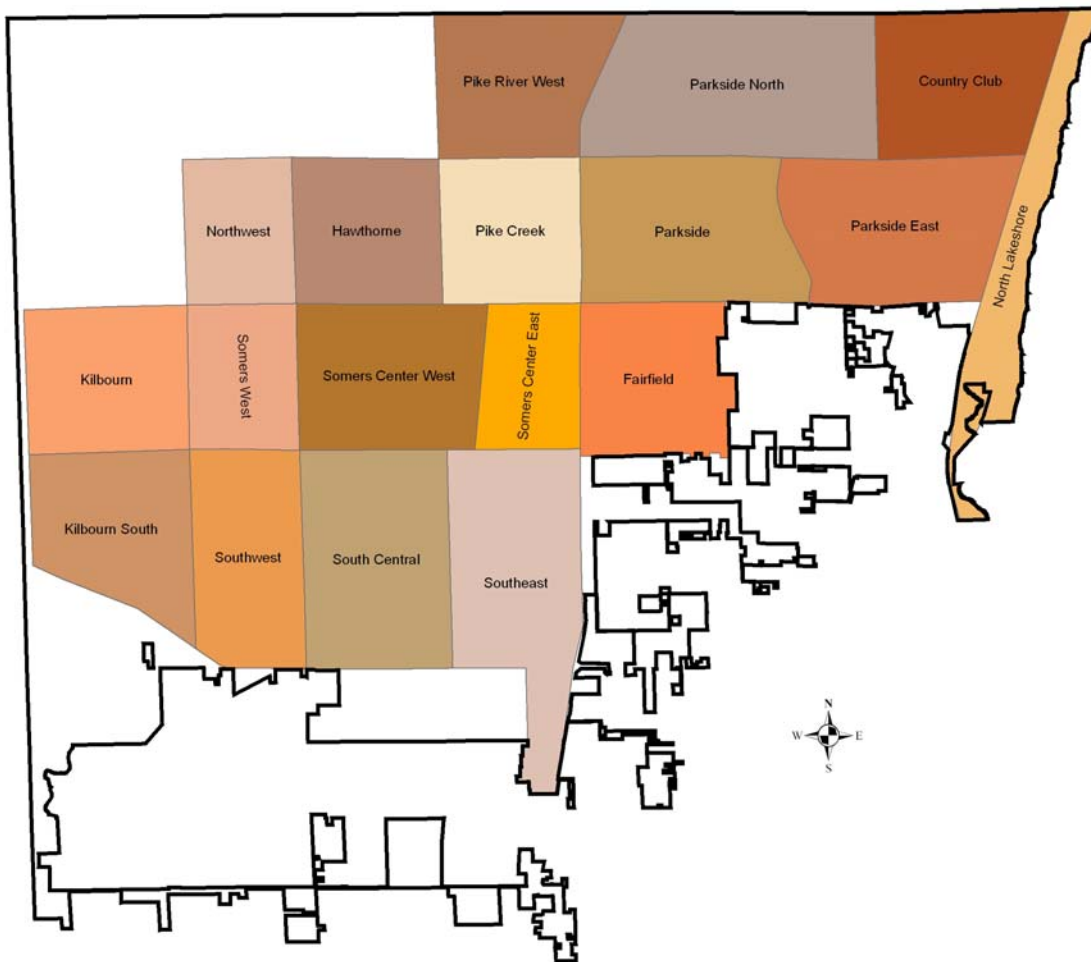 Pike River West
Parkside North
Country Club
Northwest
Hawthorne
Pike Creek
Parkside
Parkside East
North Lakeshore
Kilbourn
Somers West
Somers Center West
Somers Center East
Fairfield
Kilbourn South
Southwest
South Central
Southeast
N
W
E
S